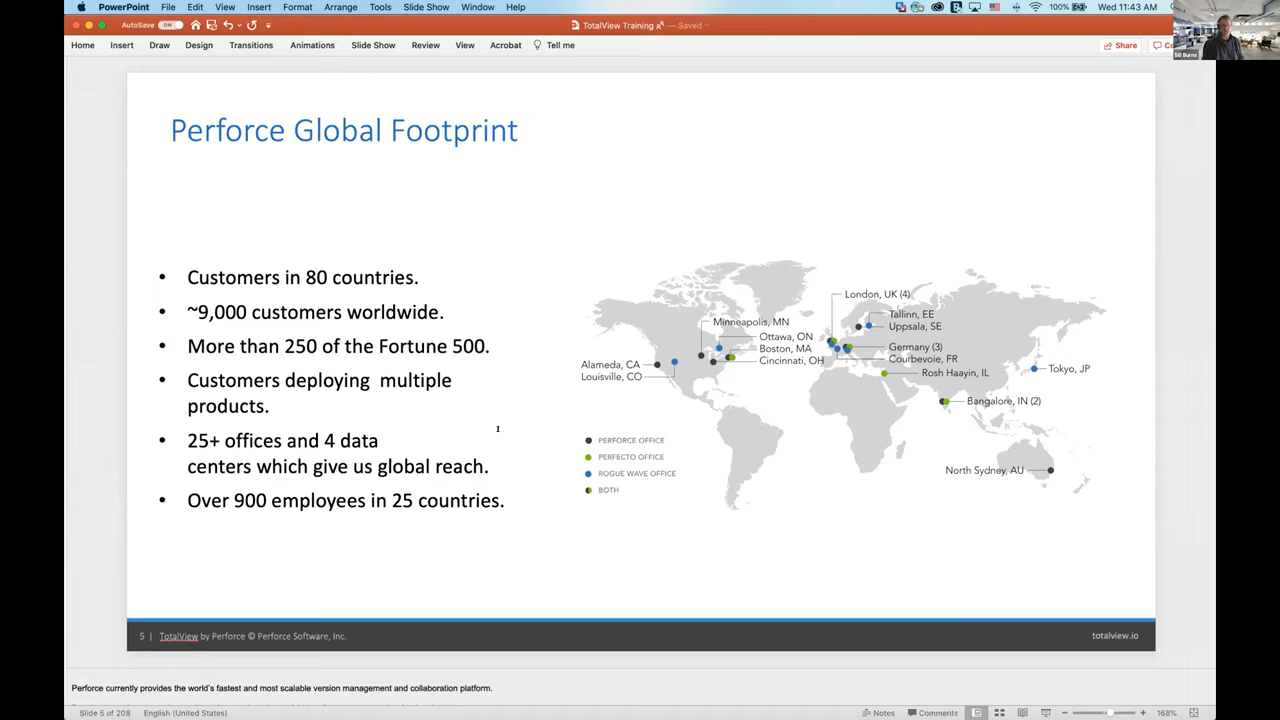 PowerPoint File Edit View Insert Format Arrange Tools Slide Show Window Help 100% Wed 11:43 AM
AutoSave ON TotalView Training — Saved
Home Insert Draw Design Transitions Animations Slide Show Review View Acrobat Tell me Share
Bill Burns
Perforce Global Footprint
• Customers in 80 countries.
• ~9,000 customers worldwide.
• More than 250 of the Fortune 500.
• Customers deploying multiple
products.
• 25+ offices and 4 data
centers which give us global reach.
• Over 900 employees in 25 countries.
London, UK (4)
Tallinn, EE
Uppsala, SE
Minneapolis, MN
Ottawa, ON
Boston, MA
Cincinnati, OH
Germany (3)
Courbevoie, FR
Alameda, CA
Louisville, CO
Rosh Haayin, IL
Tokyo, JP
Bangalore, IN (2)
North Sydney, AU
PERFORCE OFFICE
PERFECTO OFFICE
ROGUE WAVE OFFICE
BOTH
5 | TotalView by Perforce © Perforce Software, Inc. totalview.io
Perforce currently provides the world's fastest and most scalable version management and collaboration platform.
Slide 5 of 208 English (United States) Notes Comments 168%